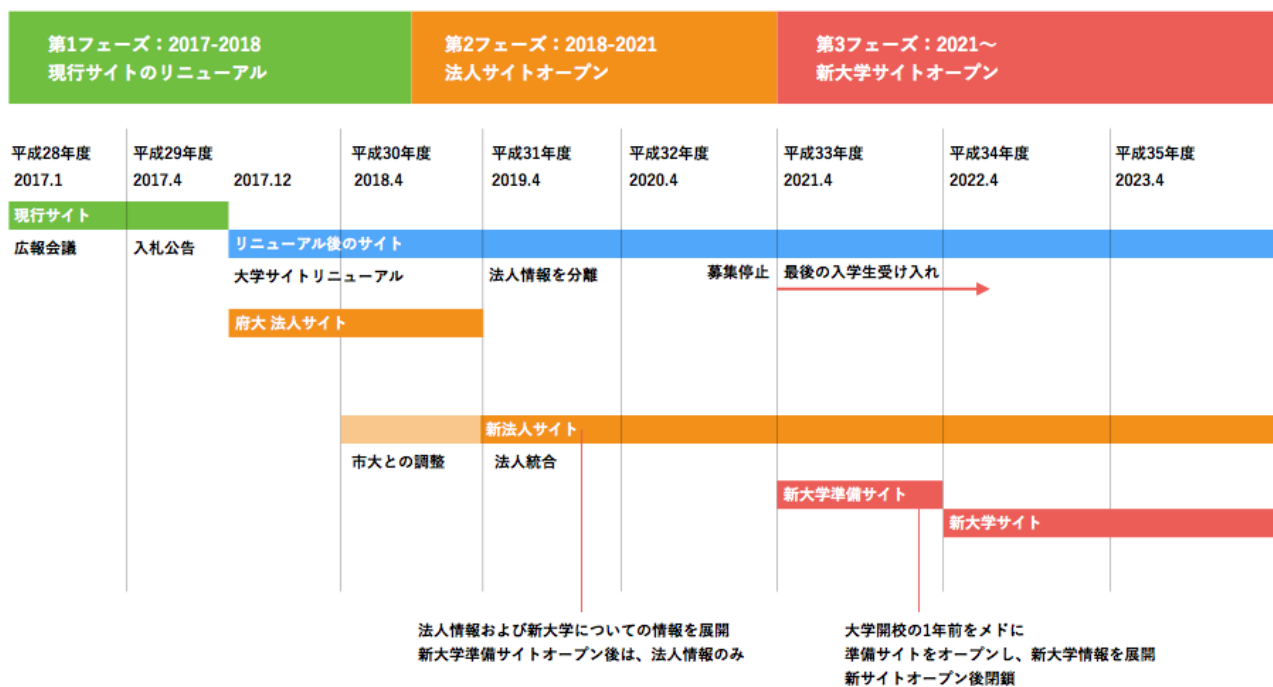 第1フェーズ：2017-2018
現行サイトのリニューアル
第2フェーズ：2018-2021
法人サイトオープン
第3フェーズ：2021〜
新大学サイトオープン
平成28年度
2017.1
平成29年度
2017.4
2017.12
平成30年度
2018.4
平成31年度
2019.4
平成32年度
2020.4
平成33年度
2021.4
平成34年度
2022.4
平成35年度
2023.4
現行サイト
広報会議
入札公告
リニューアル後のサイト
大学サイトリニューアル
法人情報を分離
募集停止
最後の入学生受け入れ
府大 法人サイト
新法人サイト
市大との調整
法人統合
新大学準備サイト
新大学サイト
法人情報および新大学についての情報を展開
新大学準備サイトオープン後は、法人情報のみ
大学開校の1年前をメドに
準備サイトをオープンし、新大学情報を展開
新サイトオープン後閉鎖